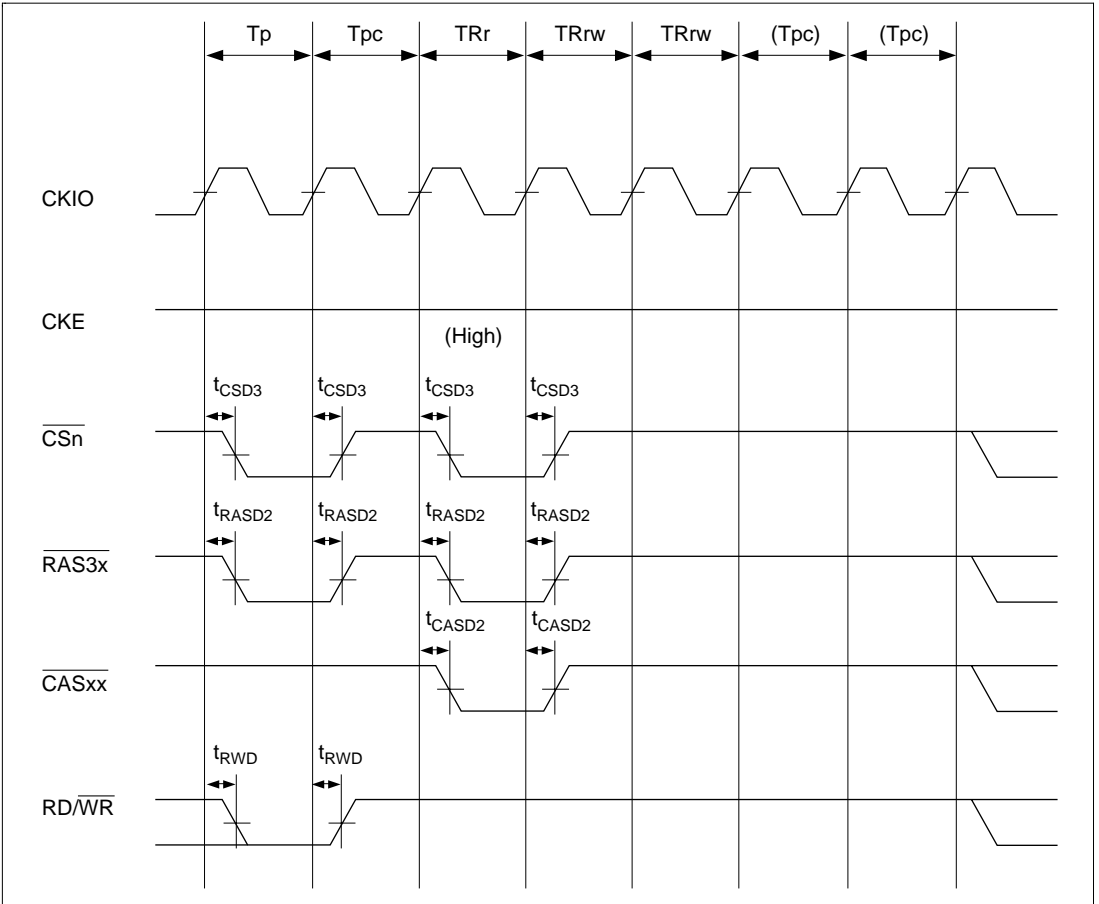 Tp Tpc TRr TRrw TRrw (Tpc) (Tpc)
CKIO
CKE
(High)
tCSD3 tCSD3 tCSD3 tCSD3
CSn
tRASD2 tRASD2 tRASD2 tRASD2
RAS3x
tCASD2 tCASD2
CASxx
tRWD tRWD
RD/WR